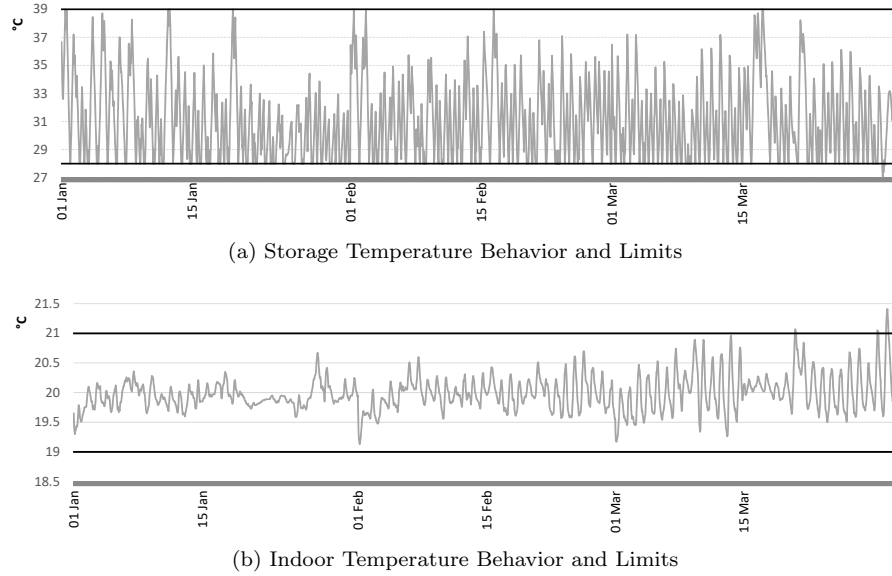 °C
39
37
35
33
31
29
27
01 Jan
15 Jan
01 Feb
15 Feb
01 Mar
15 Mar
(a) Storage Temperature Behavior and Limits
°C
21.5
21
20.5
20
19.5
19
18.5
01 Jan
15 Jan
01 Feb
15 Feb
01 Mar
15 Mar
(b) Indoor Temperature Behavior and Limits